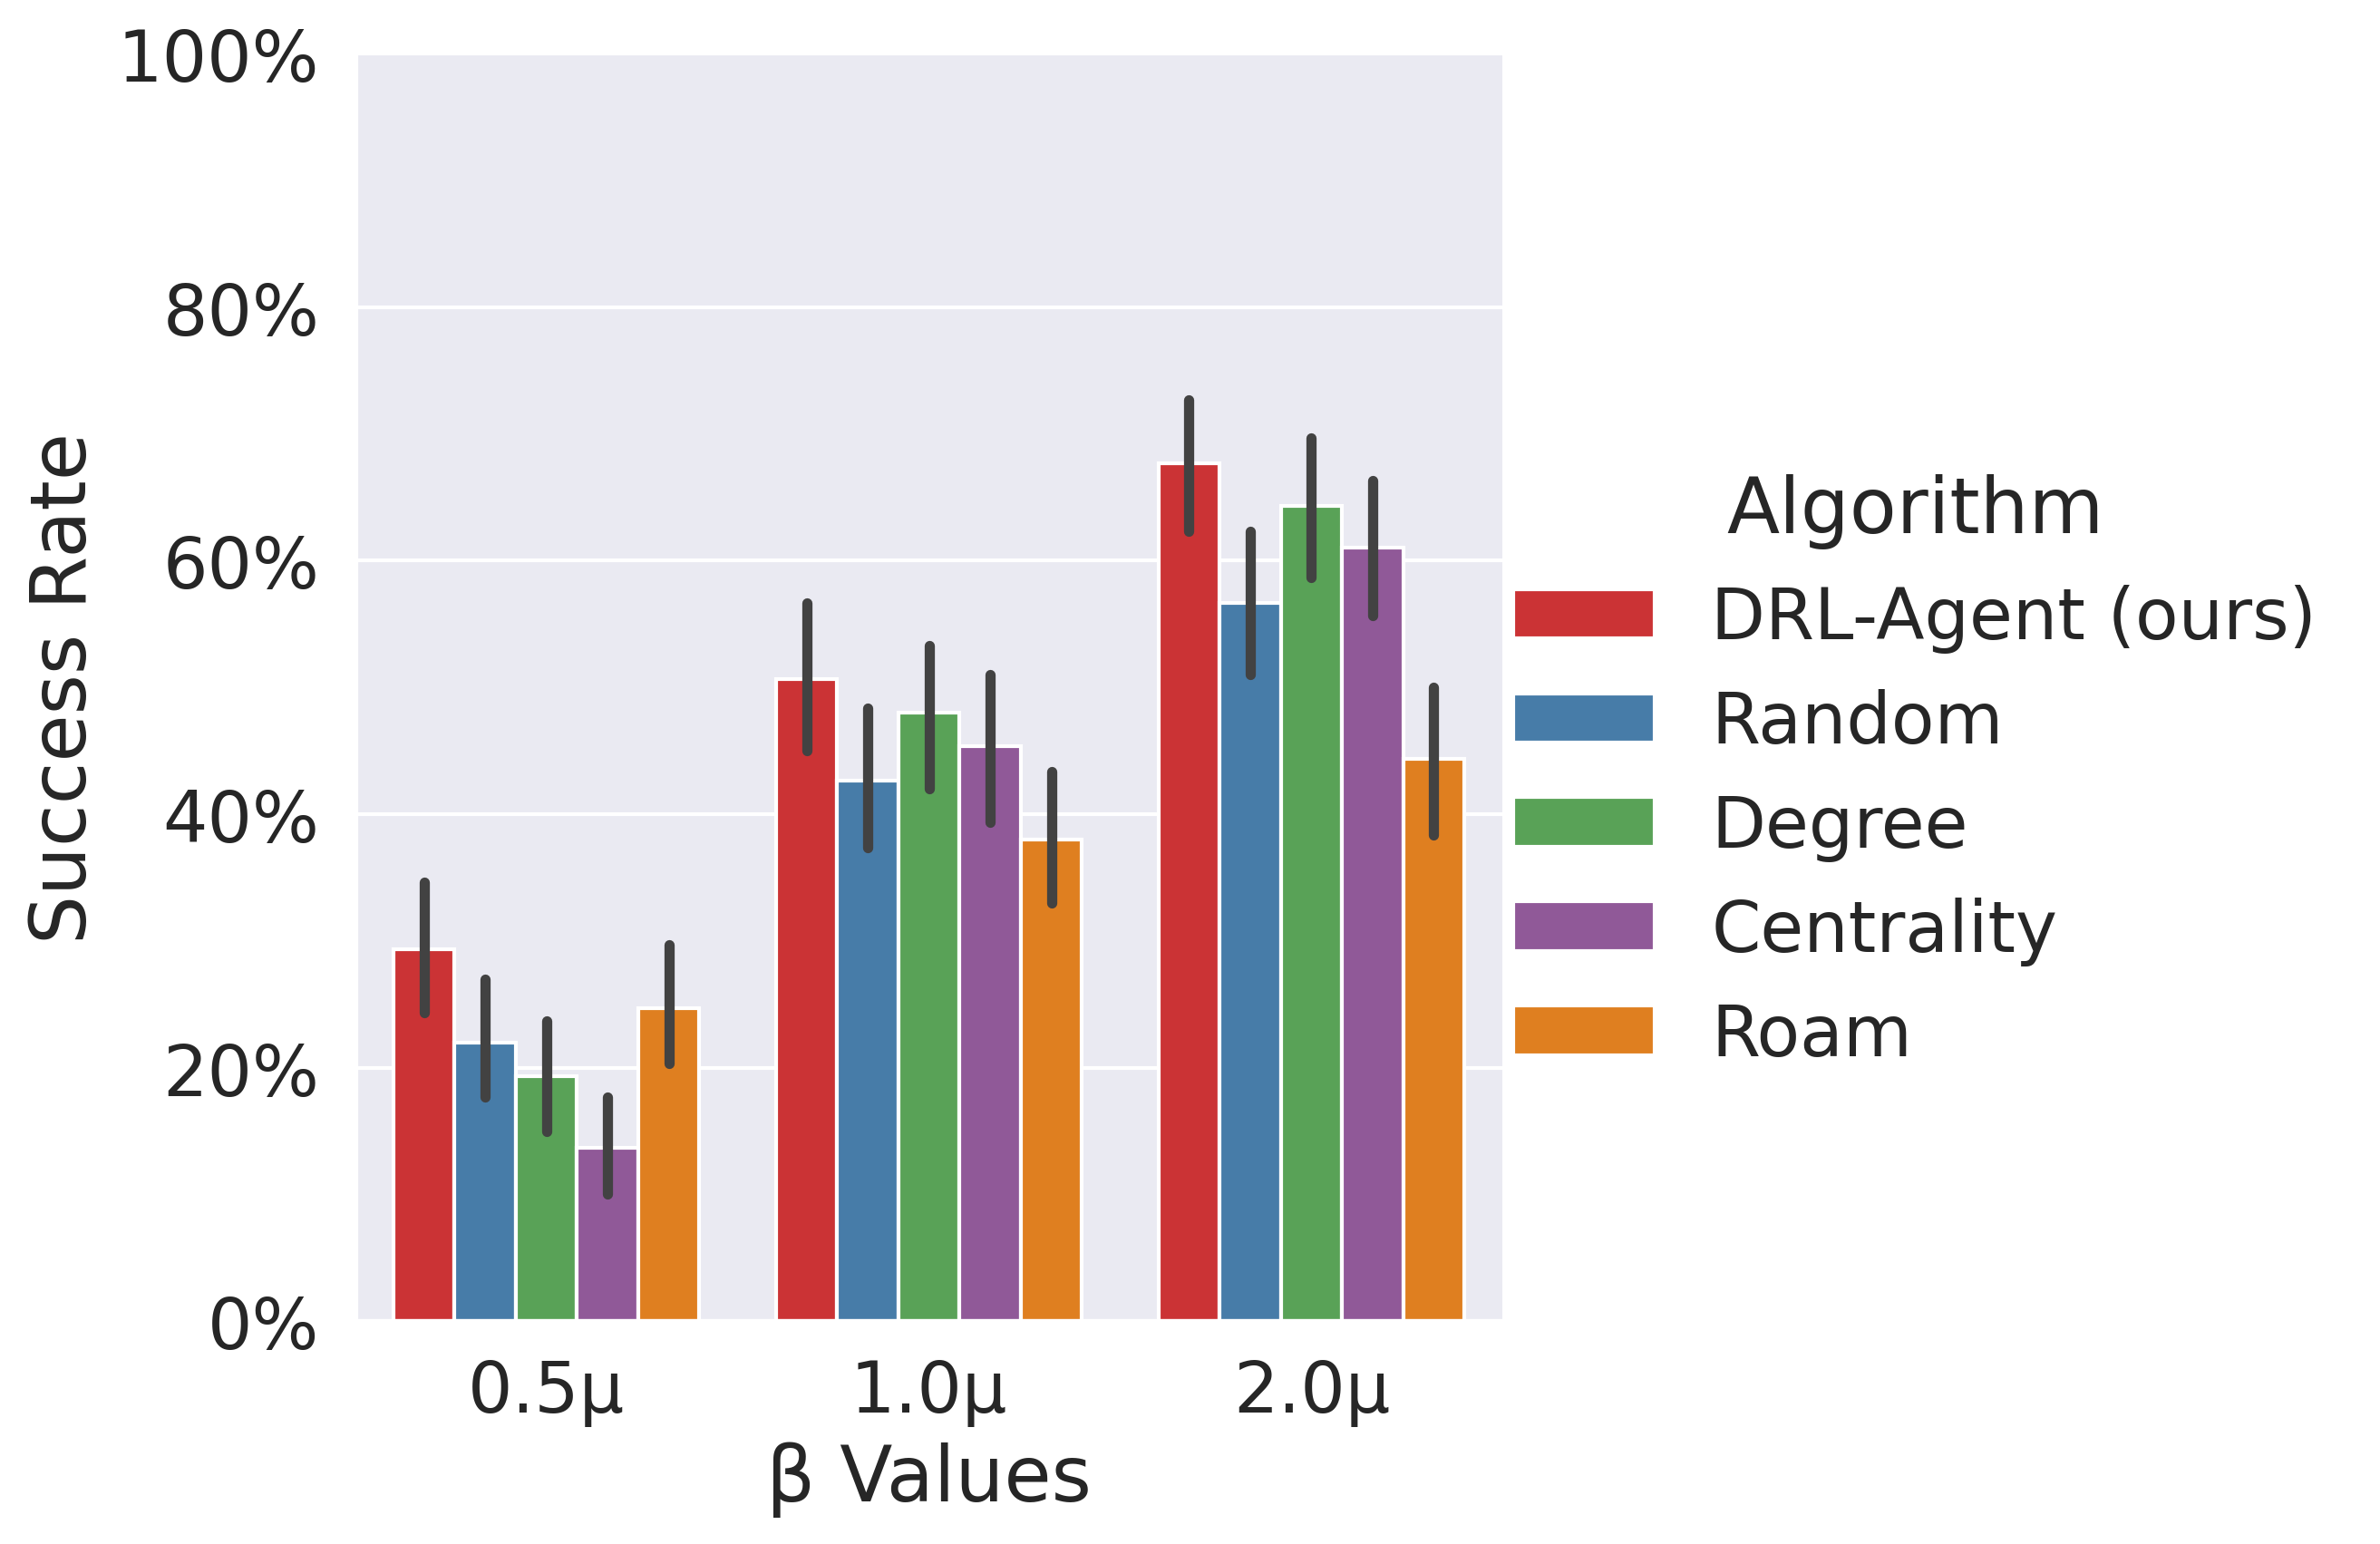 100%
80%
60%
40%
20%
0%
Success Rate
0.5μ 1.0μ 2.0μ
β Values
Algorithm
DRL-Agent (ours)
Random
Degree
Centrality
Roam